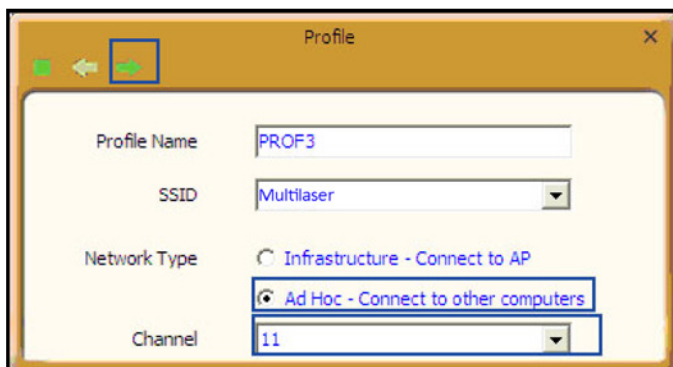 Profile
Profile Name PROF3
SSID Multilaser
Network Type Infrastructure - Connect to AP
Ad Hoc - Connect to other computers
Channel 11